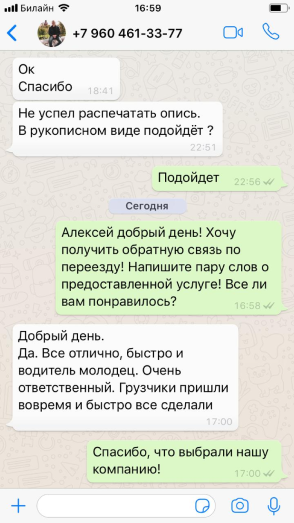 Билайн 16:59
+7 960 461-33-77
Ок
Спасибо
18:41
Не успел распечатать опись.
В рукописном виде подойдёт ?
22:51
Подойдет 22:56
Сегодня
Алексей добрый день! Хочу
получить обратную связь по
переезду! Напишите пару слов о
предоставленной услуге! Все ли
вам понравилось?
16:58
Добрый день.
Да. Все отлично, быстро и
водитель молодец. Очень
ответственный. Грузчики пришли
вовремя и быстро все сделали
17:00
Спасибо, что выбрали нашу
компанию!
17:00